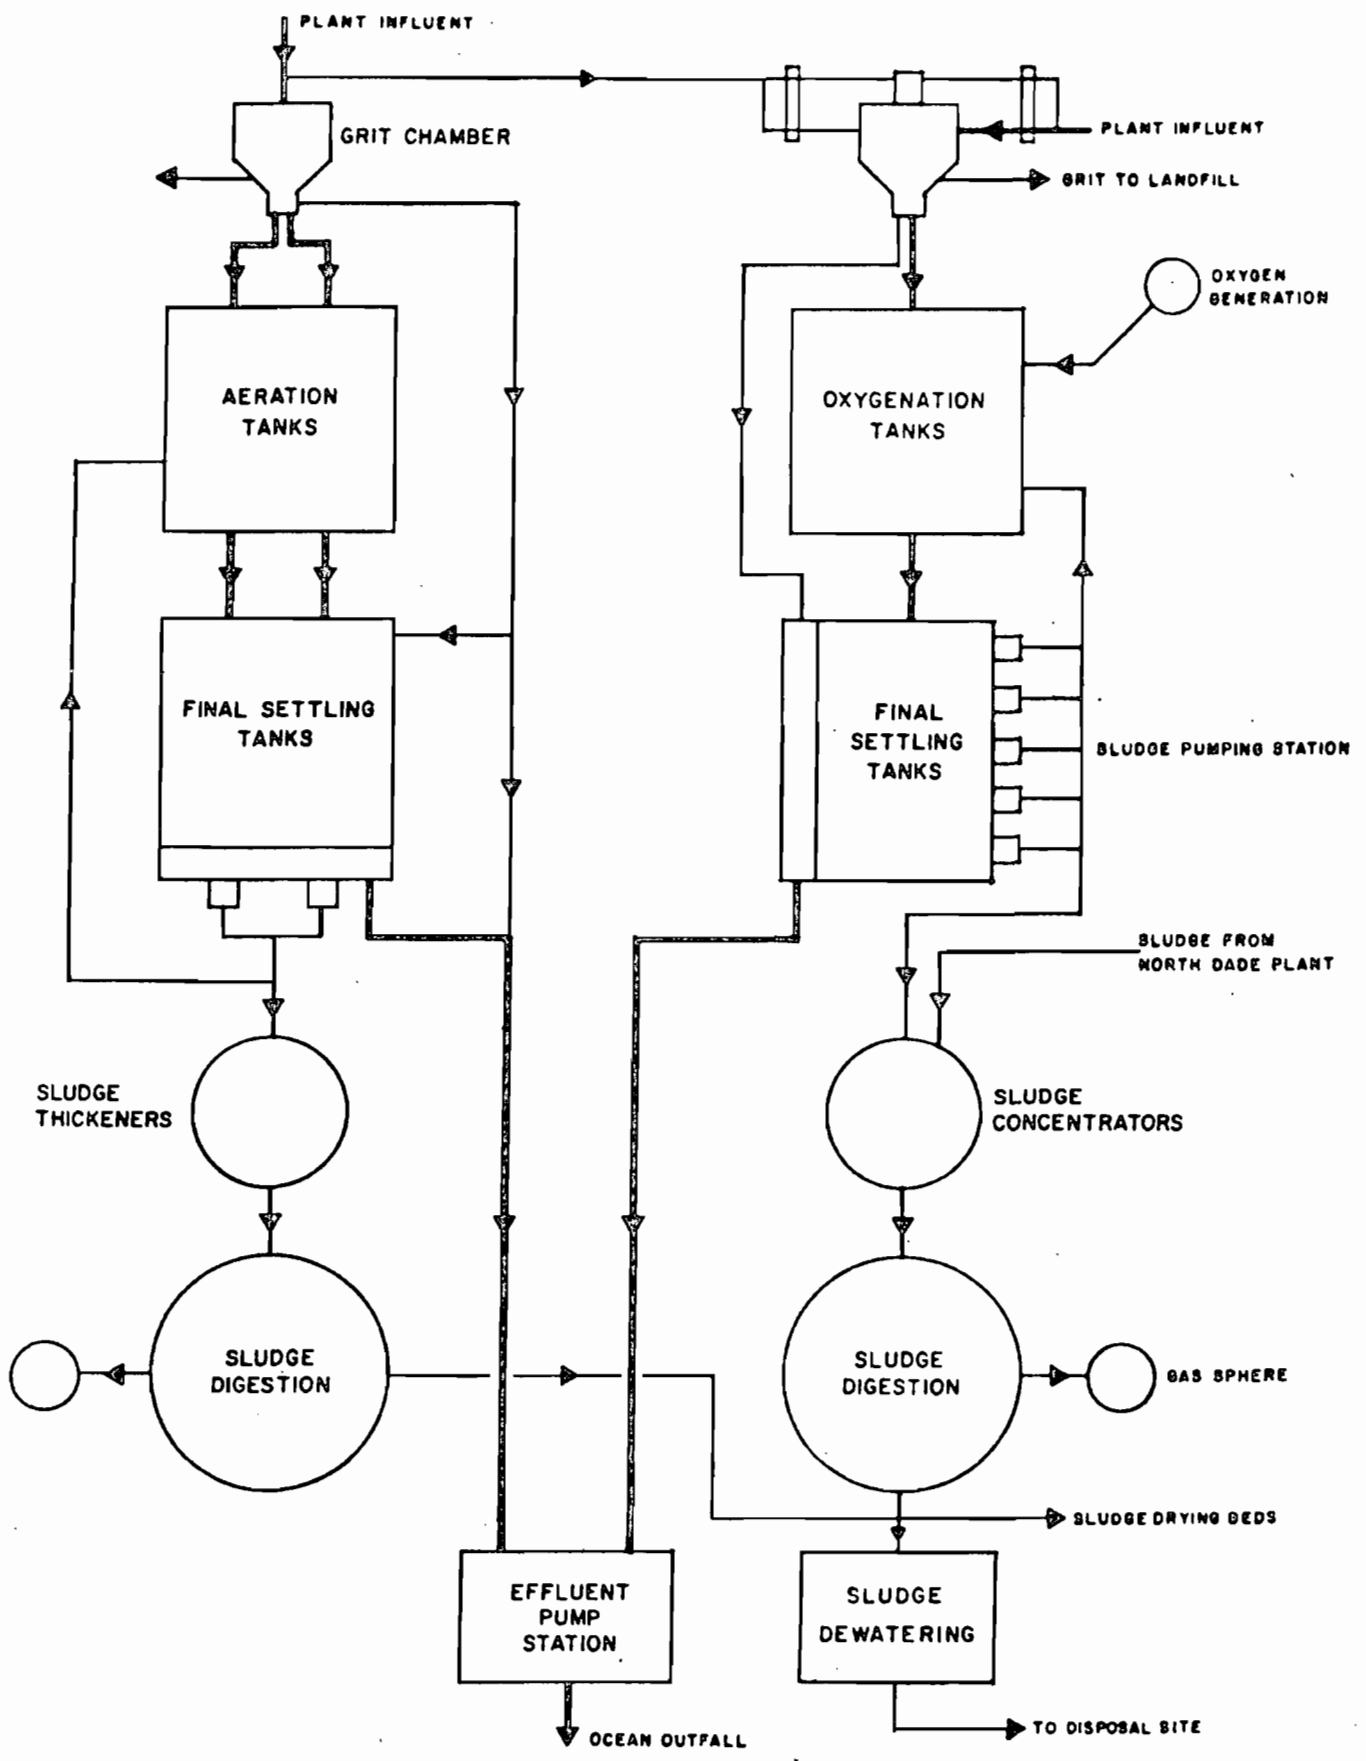 PLANT INFLUENT
GRIT CHAMBER
PLANT INFLUENT
GRIT TO LANDFILL
OXYGEN
GENERATION
AERATION
TANKS
OXYGENATION
TANKS
FINAL SETTLING
TANKS
FINAL
SETTLING
TANKS
SLUDGE PUMPING STATION
SLUDGE FROM
NORTH DADE PLANT
SLUDGE
THICKENERS
SLUDGE
CONCENTRATORS
SLUDGE
DIGESTION
SLUDGE
DIGESTION
GAS SPHERE
SLUDGE DRYING BEDS
EFFLUENT
PUMP
STATION
SLUDGE
DEWATERING
OCEAN OUTFALL
TO DISPOSAL SITE